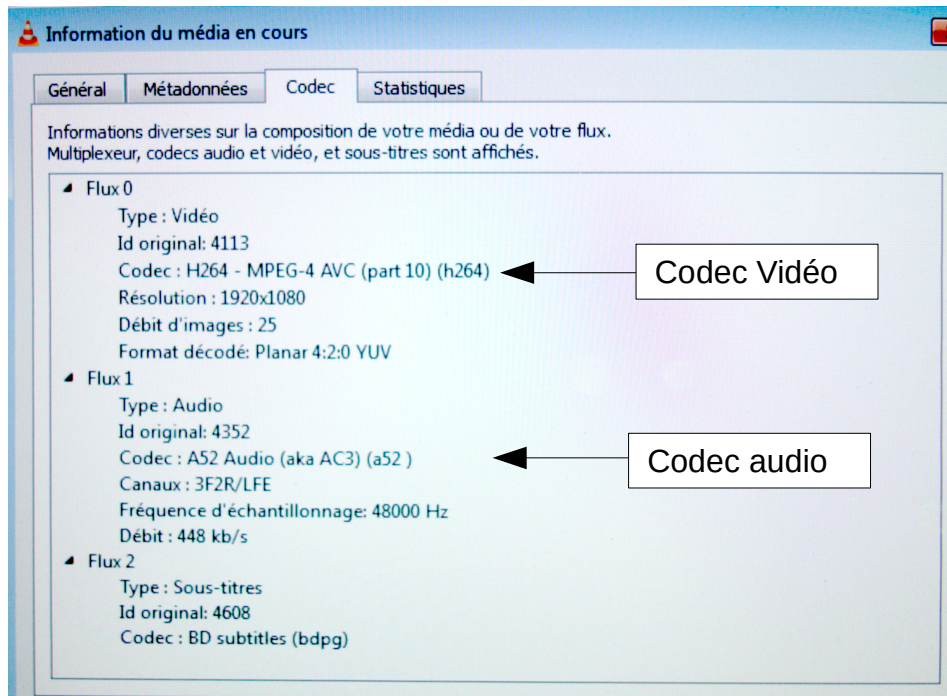 Information du média en cours
Général Métadonnées Codec Statistiques
Informations diverses sur la composition de votre média ou de votre flux.
Multiplexeur, codecs audio et vidéo, et sous-titres sont affichés.
Flux 0
Type : Vidéo
Id original: 4113
Codec : H264 - MPEG-4 AVC (part 10) (h264)
Codec Vidéo
Résolution : 1920x1080
Débit d'images : 25
Format décodé: Planar 4:2:0 YUV
Flux 1
Type : Audio
Id original: 4352
Codec : A52 Audio (aka AC3) (a52 )
Codec audio
Canaux : 3F2R/LFE
Fréquence d'échantillonnage: 48000 Hz
Débit : 448 kb/s
Flux 2
Type : Sous-titres
Id original: 4608
Codec : BD subtitles (bdpg)